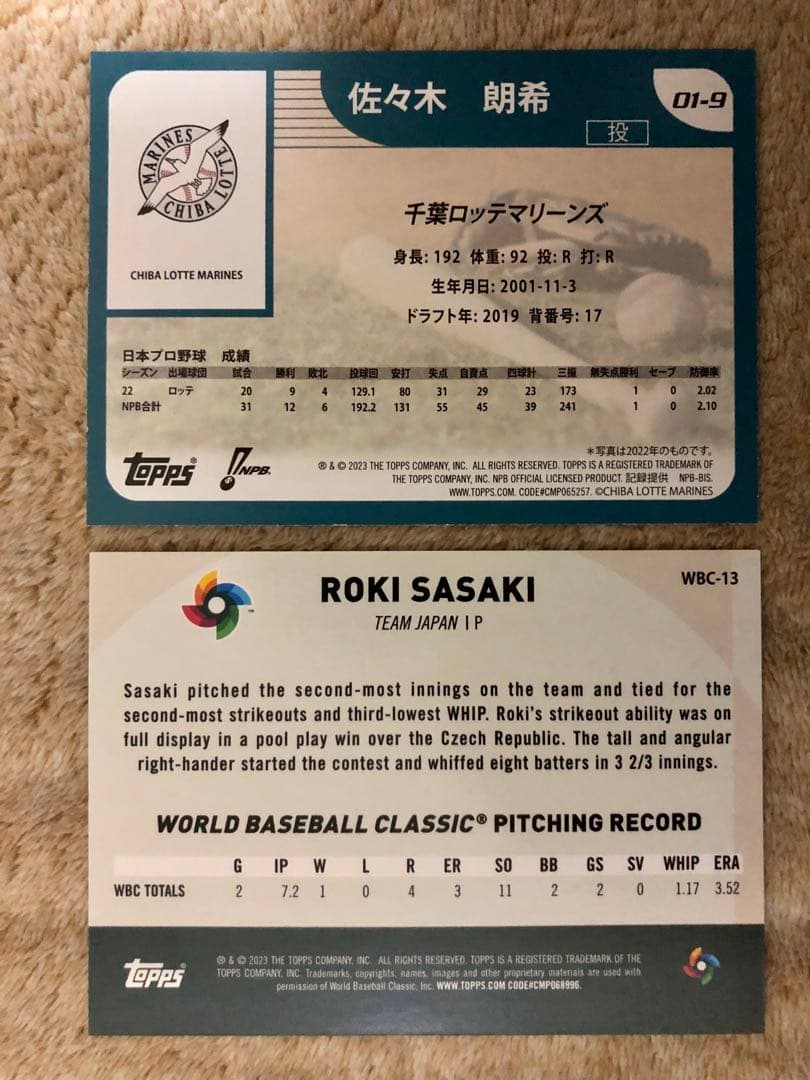 佐々木 朗希
01-9
投
MARINES
CHIBA LOTTE
CHIBA LOTTE MARINES
千葉ロッテマリーンズ
身長: 192 体重: 92 投: R 打: R
生年月日: 2001-11-3
ドラフト年: 2019 背番号: 17
日本プロ野球 成績
シーズン 出場球団 試合 勝利 敗北 投球回 安打 失点 自責点 四球計 三振 無失点勝利 セーブ 防御率
22 ロッテ 20 9 4 129.1 80 31 29 23 173 1 0 2.02
NPB合計 31 12 6 192.2 131 55 45 39 241 1 0 2.10
*写真は2022年のものです。
topps® NPB.
® & © 2023 THE TOPPS COMPANY, INC. ALL RIGHTS RESERVED. TOPPS IS A REGISTERED TRADEMARK OF
THE TOPPS COMPANY, INC. NPB OFFICIAL LICENSED PRODUCT. 記録提供 NPB-BIS.
WWW.TOPPS.COM. CODE#CMP065257. ©CHIBA LOTTE MARINES
ROKI SASAKI
WBC-13
TEAM JAPAN | P
Sasaki pitched the second-most innings on the team and tied for the
second-most strikeouts and third-lowest WHIP. Roki's strikeout ability was on
full display in a pool play win over the Czech Republic. The tall and angular
right-hander started the contest and whiffed eight batters in 3 2/3 innings.
WORLD BASEBALL CLASSIC® PITCHING RECORD
G IP W L R ER SO BB GS SV WHIP ERA
WBC TOTALS 2 7.2 1 0 4 3 11 2 2 0 1.17 3.52
topps®
® & © 2023 THE TOPPS COMPANY, INC. ALL RIGHTS RESERVED. TOPPS IS A REGISTERED TRADEMARK OF THE
TOPPS COMPANY, INC. Trademarks, copyrights, names, images and other proprietary materials are used with
permission of World Baseball Classic, Inc. WWW.TOPPS.COM CODE#CMP068996.